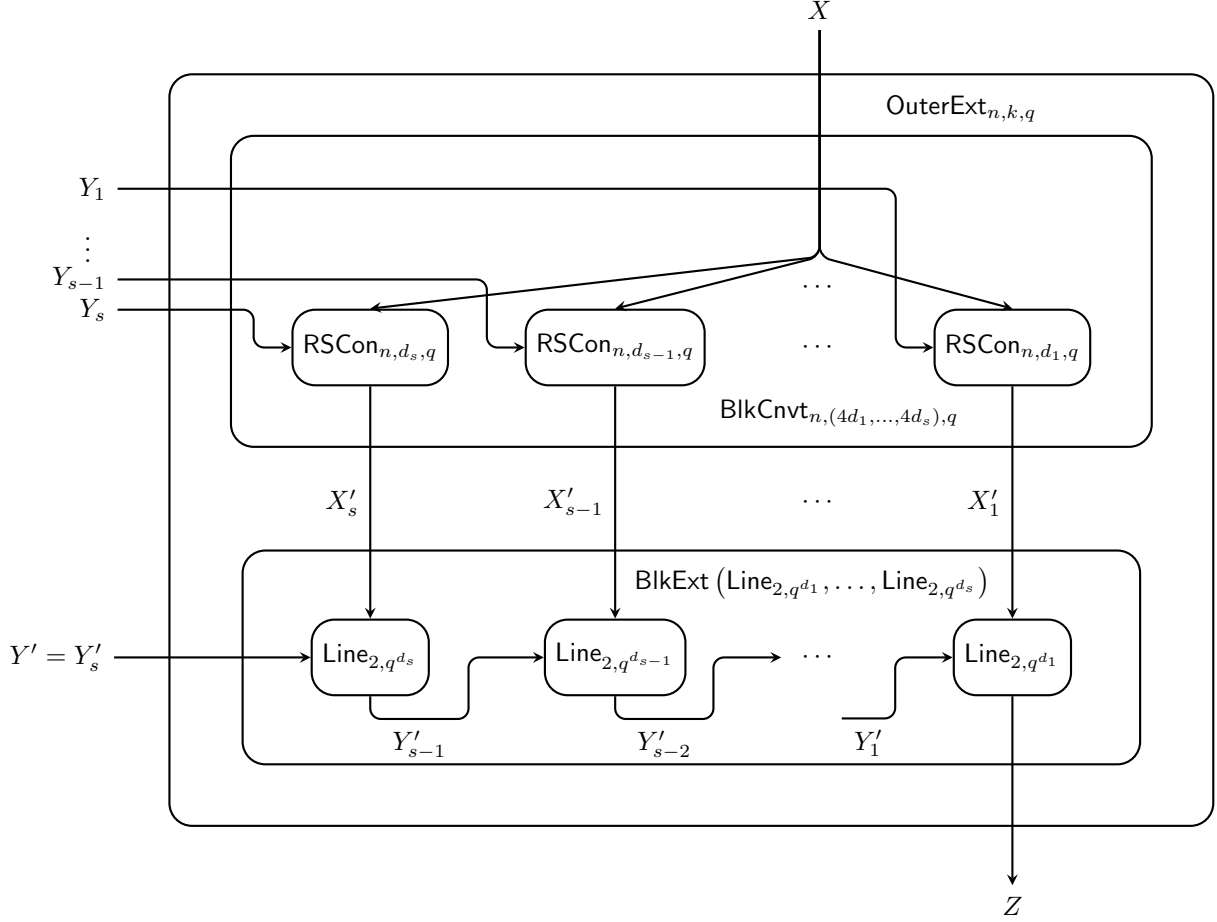 X
OuterExt_{n,k,q}
Y_1
⋮
Y_{s−1}
Y_s
⋯
RSCon_{n,d_s,q}
RSCon_{n,d_{s−1},q}
⋯
RSCon_{n,d_1,q}
BlkCnvt_{n,(4d_1,...,4d_s),q}
X′_s
X′_{s−1}
⋯
X′_1
BlkExt (Line_{2,q^{d_1}}, . . . , Line_{2,q^{d_s}})
Y′ = Y′_s
Line_{2,q^{d_s}}
Line_{2,q^{d_{s−1}}}
⋯
Line_{2,q^{d_1}}
Y′_{s−1}
Y′_{s−2}
Y′_1
Z